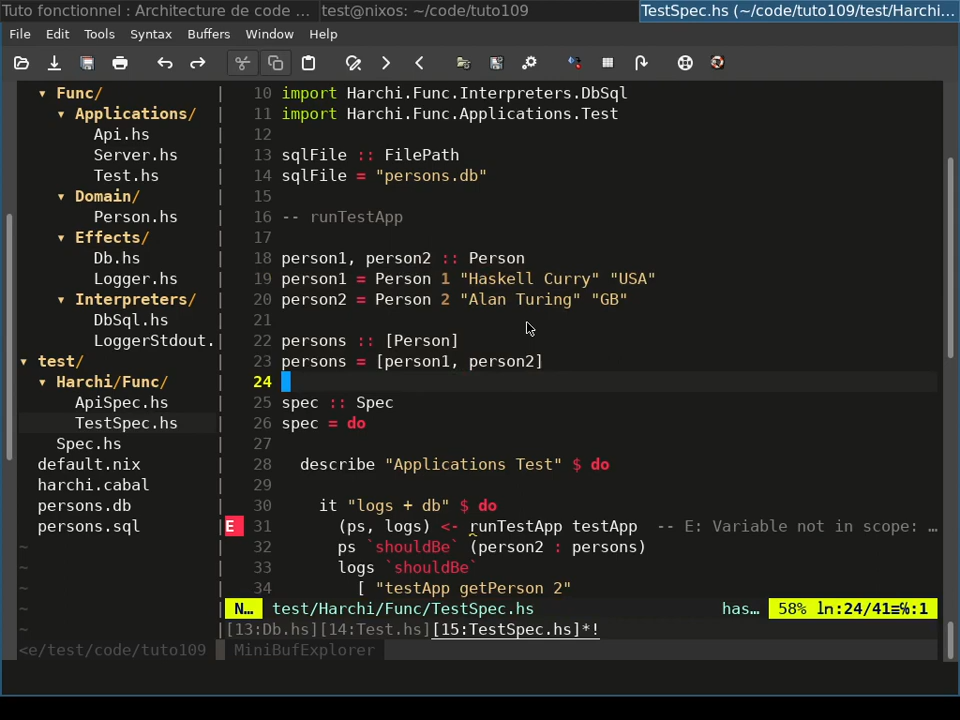 Tuto fonctionnel : Architecture de code ... test@nixos: ~/code/tuto109 TestSpec.hs (~/code/tuto109/test/Harchi...
File Edit Tools Syntax Buffers Window Help
▾ Func/
▾ Applications/
Api.hs
Server.hs
Test.hs
▾ Domain/
Person.hs
▾ Effects/
Db.hs
Logger.hs
▾ Interpreters/
DbSql.hs
LoggerStdout.
▾ test/
▾ Harchi/Func/
ApiSpec.hs
TestSpec.hs
Spec.hs
default.nix
harchi.cabal
persons.db
persons.sql
~
~
~
~
~
<e/test/code/tuto109
10 import Harchi.Func.Interpreters.DbSql
11 import Harchi.Func.Applications.Test
12
13 sqlFile :: FilePath
14 sqlFile = "persons.db"
15
16 -- runTestApp
17
18 person1, person2 :: Person
19 person1 = Person 1 "Haskell Curry" "USA"
20 person2 = Person 2 "Alan Turing" "GB"
21
22 persons :: [Person]
23 persons = [person1, person2]
24
25 spec :: Spec
26 spec = do
27
28 describe "Applications Test" $ do
29
30 it "logs + db" $ do
E 31 (ps, logs) <- runTestApp testApp -- E: Variable not in scope: …
32 ps `shouldBe` (person2 : persons)
33 logs `shouldBe`
34 [ "testApp getPerson 2"
N… test/Harchi/Func/TestSpec.hs has… 58% ln:24/41≡%:1
[13:Db.hs][14:Test.hs][15:TestSpec.hs]*!
MiniBufExplorer